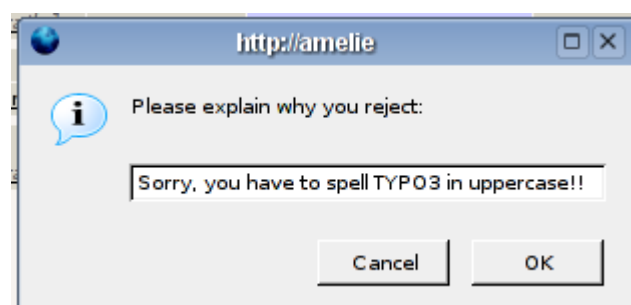 http://amelie
Please explain why you reject:
Sorry, you have to spell TYPO3 in uppercase!!
Cancel OK